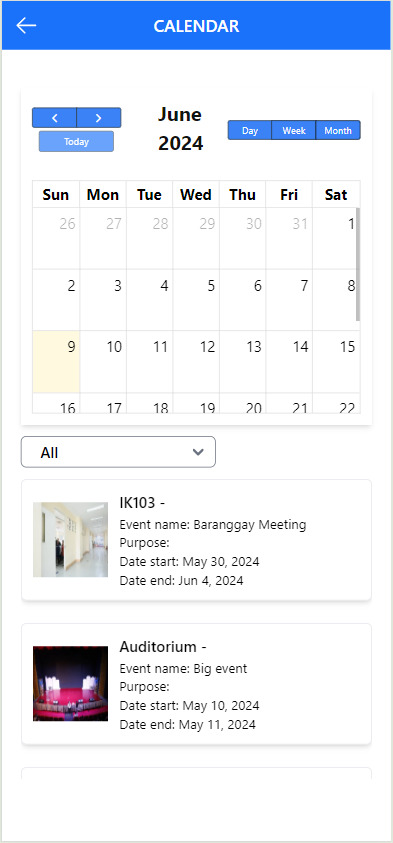 CALENDAR
June
2024
Today
Day Week Month
Sun Mon Tue Wed Thu Fri Sat
26 27 28 29 30 31 1
2 3 4 5 6 7 8
9 10 11 12 13 14 15
16 17 18 19 20 21 22
All
IK103 -
Event name: Baranggay Meeting
Purpose:
Date start: May 30, 2024
Date end: Jun 4, 2024
Auditorium -
Event name: Big event
Purpose:
Date start: May 10, 2024
Date end: May 11, 2024